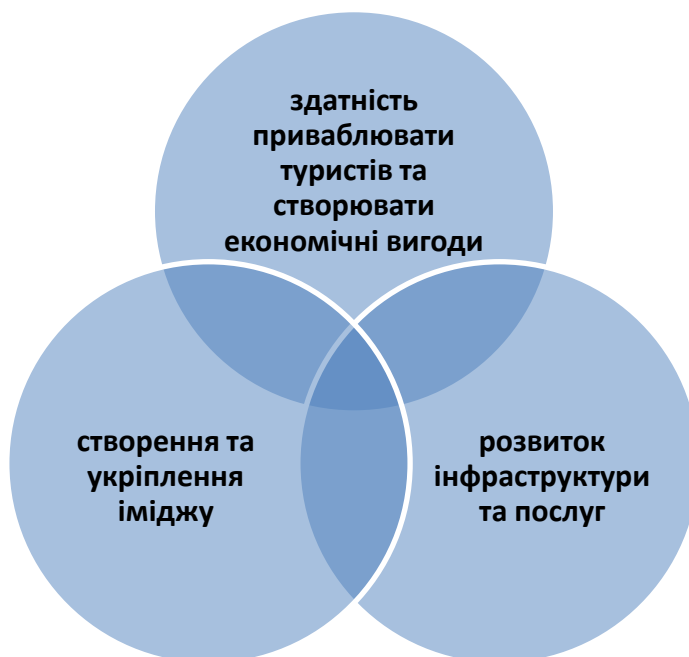 здатність
приваблювати
туристів та
створювати
економічні вигоди
створення та
укріплення
іміджу
розвиток
інфраструктури
та послуг